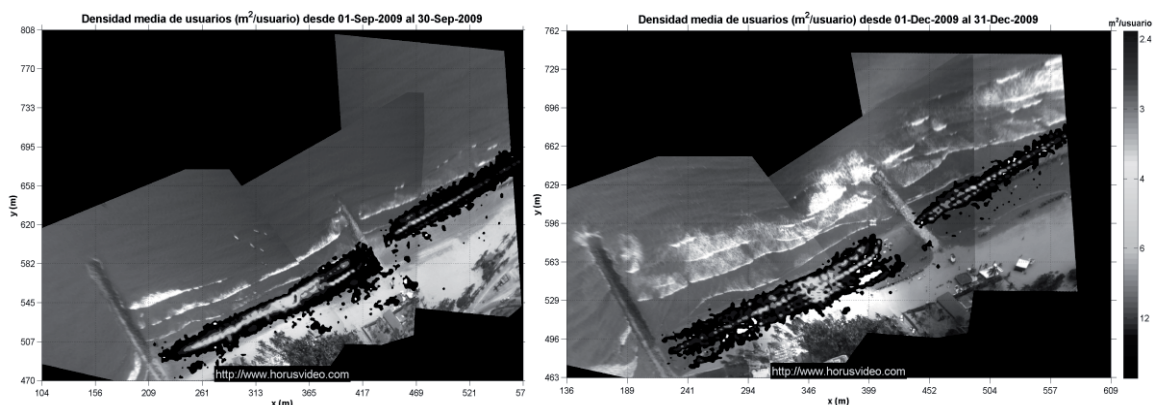 Densidad media de usuarios (m²/usuario) desde 01-Sep-2009 al 30-Sep-2009
808
770
733
695
658
620
582
545
507
470
y (m)
104 156 209 261 313 365 417 470 522 57
x (m)
http://www.horusvideo.com
Densidad media de usuarios (m²/usuario) desde 01-Dec-2009 al 31-Dec-2009
762
729
696
662
629
596
563
529
496
463
y (m)
136 189 241 294 346 399 452 504 557 609
x (m)
http://www.horusvideo.com
m²/usuario
2.4
3
4
6
12